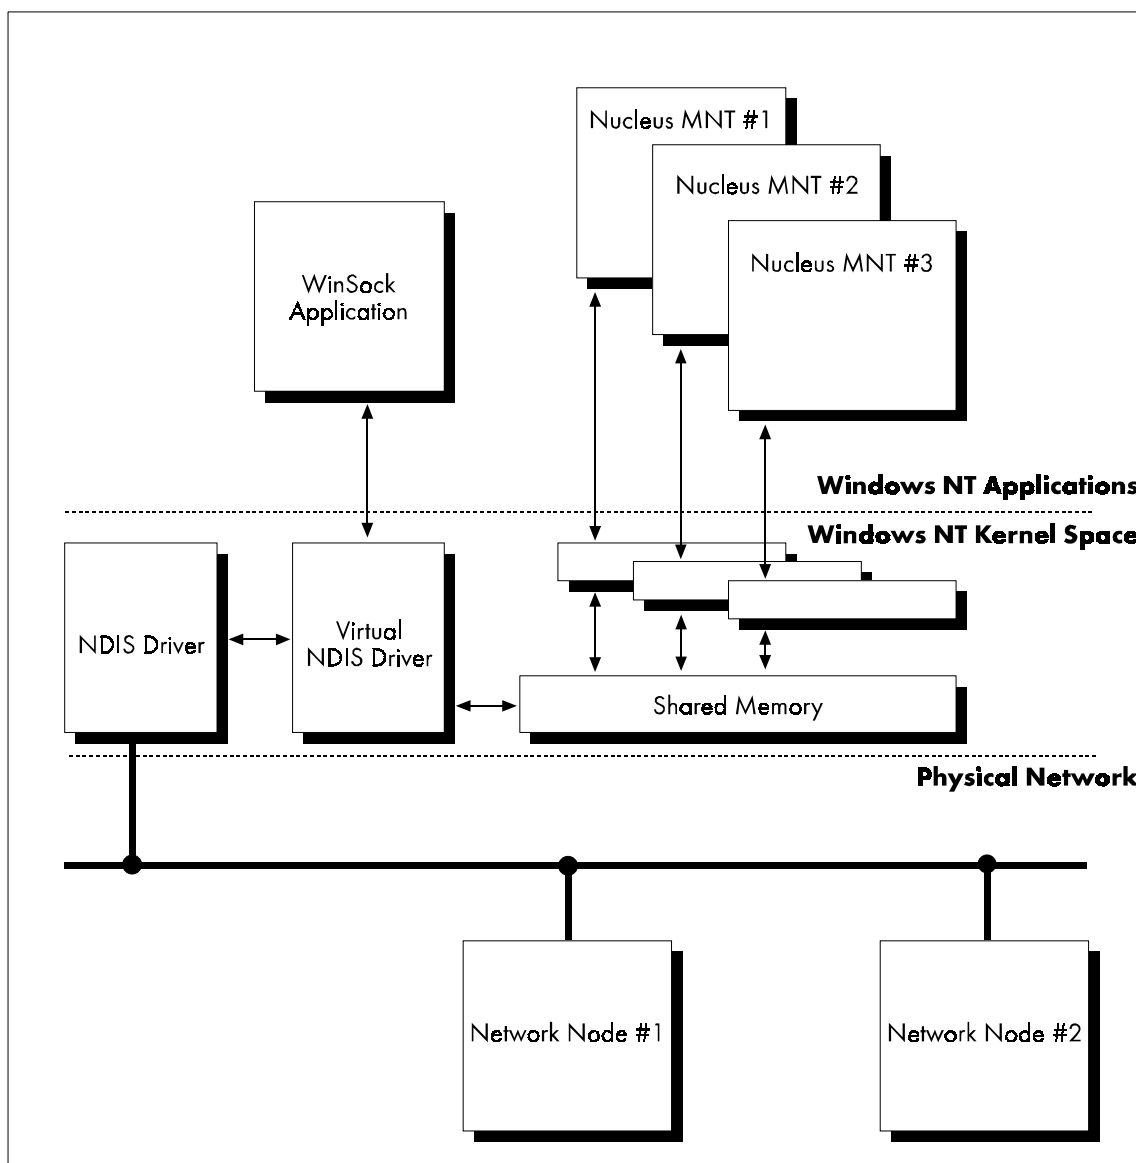 Nucleus MNT #1
Nucleus MNT #2
Nucleus MNT #3
WinSock
Application
Windows NT Applications
Windows NT Kernel Space
NDIS Driver
Virtual
NDIS Driver
Shared Memory
Physical Network
Network Node #1
Network Node #2